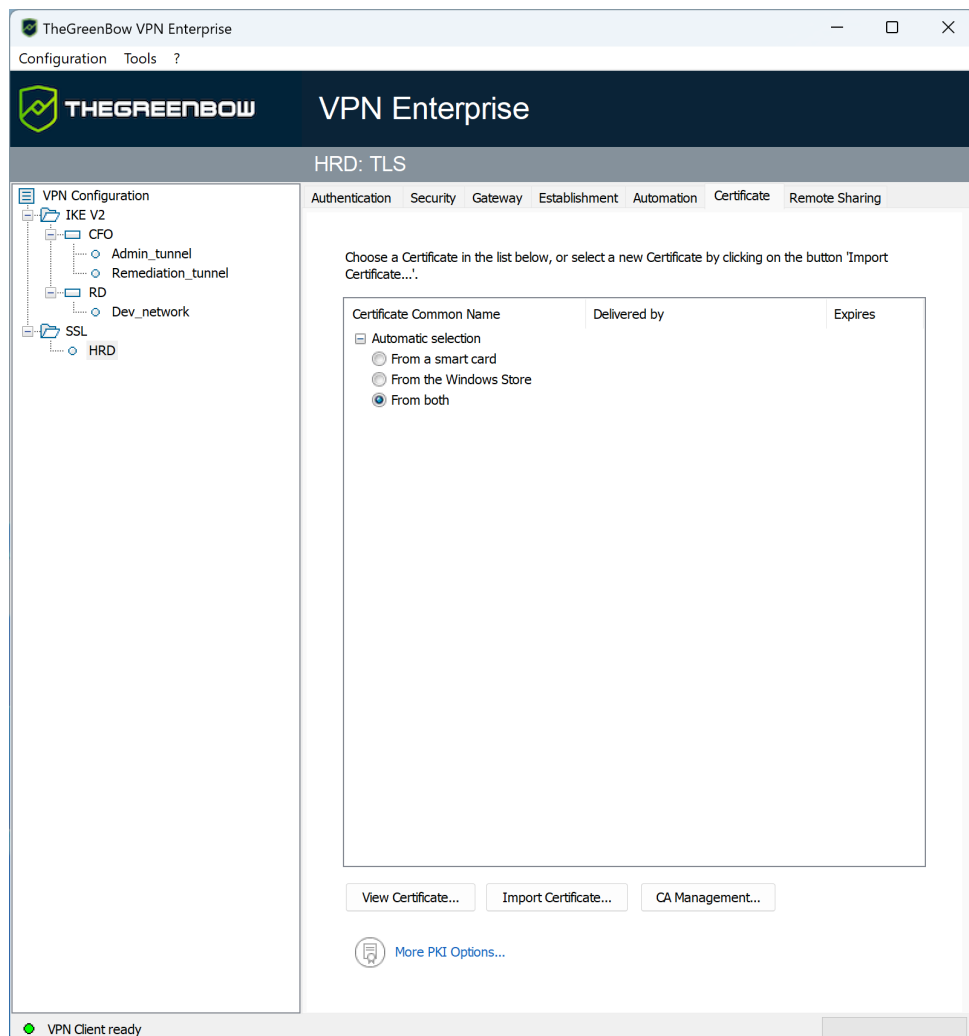 TheGreenBow VPN Enterprise
Configuration Tools ?
THEGREENBOW
VPN Enterprise
HRD: TLS
VPN Configuration
IKE V2
CFO
Admin_tunnel
Remediation_tunnel
RD
Dev_network
SSL
HRD
Authentication Security Gateway Establishment Automation Certificate Remote Sharing
Choose a Certificate in the list below, or select a new Certificate by clicking on the button 'Import
Certificate...'.
Certificate Common Name Delivered by Expires
Automatic selection
From a smart card
From the Windows Store
From both
View Certificate... Import Certificate... CA Management...
More PKI Options...
VPN Client ready